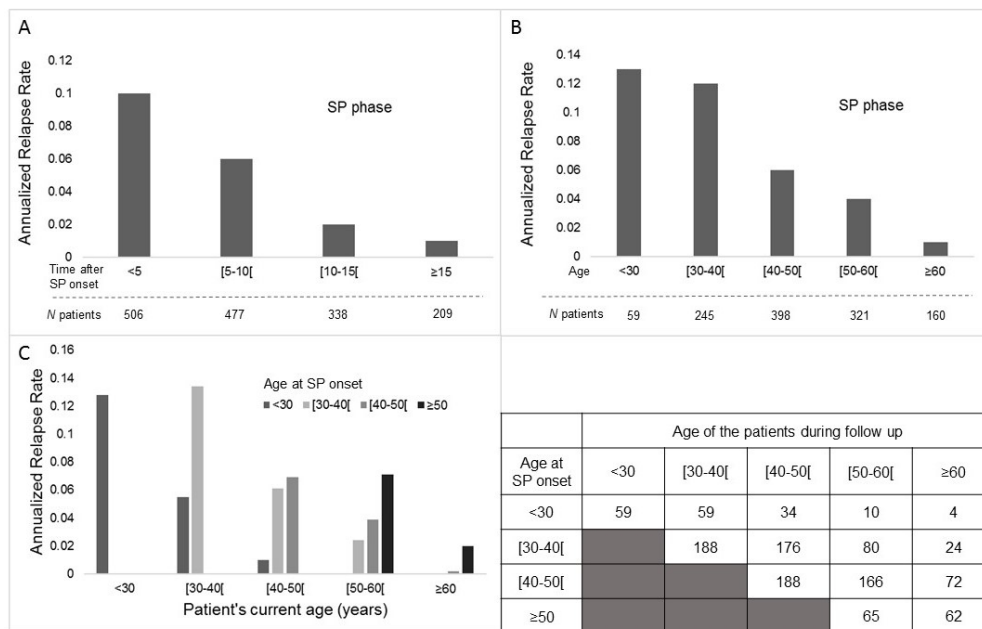 A
Annualized Relapse Rate
0.12
0.1
0.08
0.06
0.04
0.02
0
SP phase
Time after SP onset
<5 [5-10[ [10-15[ ≥15
N patients 506 477 338 209
B
Annualized Relapse Rate
0.14
0.12
0.1
0.08
0.06
0.04
0.02
0
SP phase
Age <30 [30-40[ [40-50[ [50-60[ ≥60
N patients 59 245 398 321 160
C
Annualized Relapse Rate
0.16
0.14
0.12
0.1
0.08
0.06
0.04
0.02
0
Age at SP onset
<30 [30-40[ [40-50[ ≥50
<30 [30-40[ [40-50[ [50-60[ ≥60
Patient's current age (years)
Age of the patients during follow up
Age at SP onset
<30 [30-40[ [40-50[ [50-60[ ≥60
<30 59 59 34 10 4
[30-40[ 188 176 80 24
[40-50[ 188 166 72
≥50 65 62